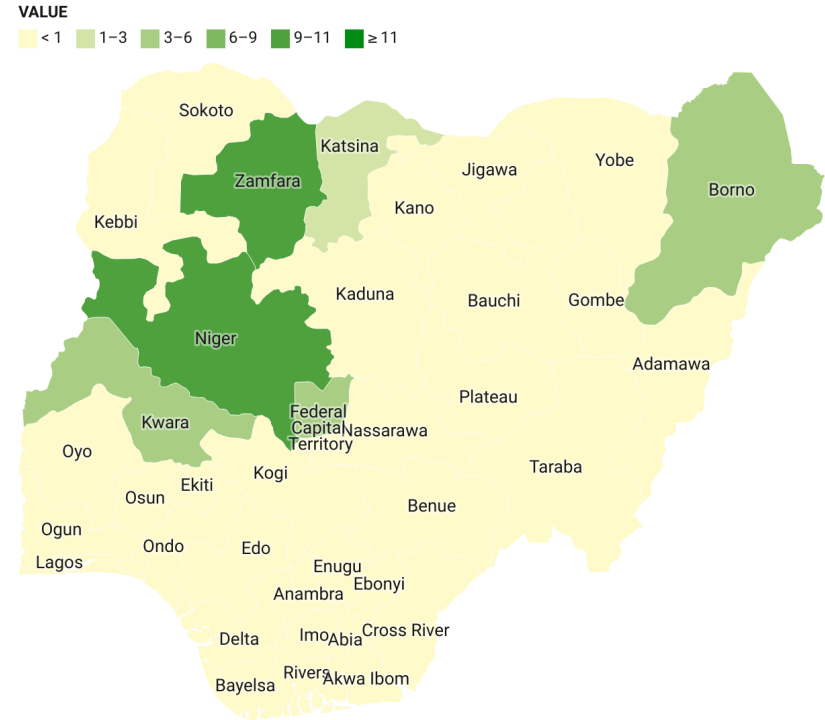 VALUE
< 1
1–3
3–6
6–9
9–11
≥ 11
Sokoto
Katsina
Zamfara
Jigawa
Yobe
Borno
Kebbi
Kano
Kaduna
Bauchi
Gombe
Niger
Adamawa
Plateau
Federal
Capital
Territory
Kwara
Nassarawa
Oyo
Kogi
Taraba
Ekiti
Osun
Benue
Ogun
Ondo
Edo
Lagos
Enugu
Ebonyi
Anambra
Delta
Imo
Abia
Cross River
Rivers
Akwa Ibom
Bayelsa